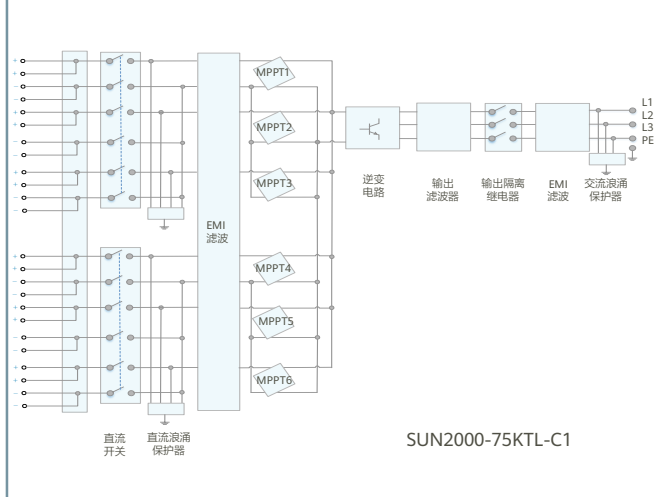 +
+
−
−
+
+
−
−
+
+
−
−
+
+
−
−
+
+
−
−
+
+
−
−
MPPT1
MPPT2
MPPT3
MPPT4
MPPT5
MPPT6
EMI
滤波
直流
开关
直流浪涌
保护器
逆变
电路
输出
滤波器
输出隔离
继电器
EMI
滤波
交流浪涌
保护器
L1
L2
L3
PE
SUN2000-75KTL-C1